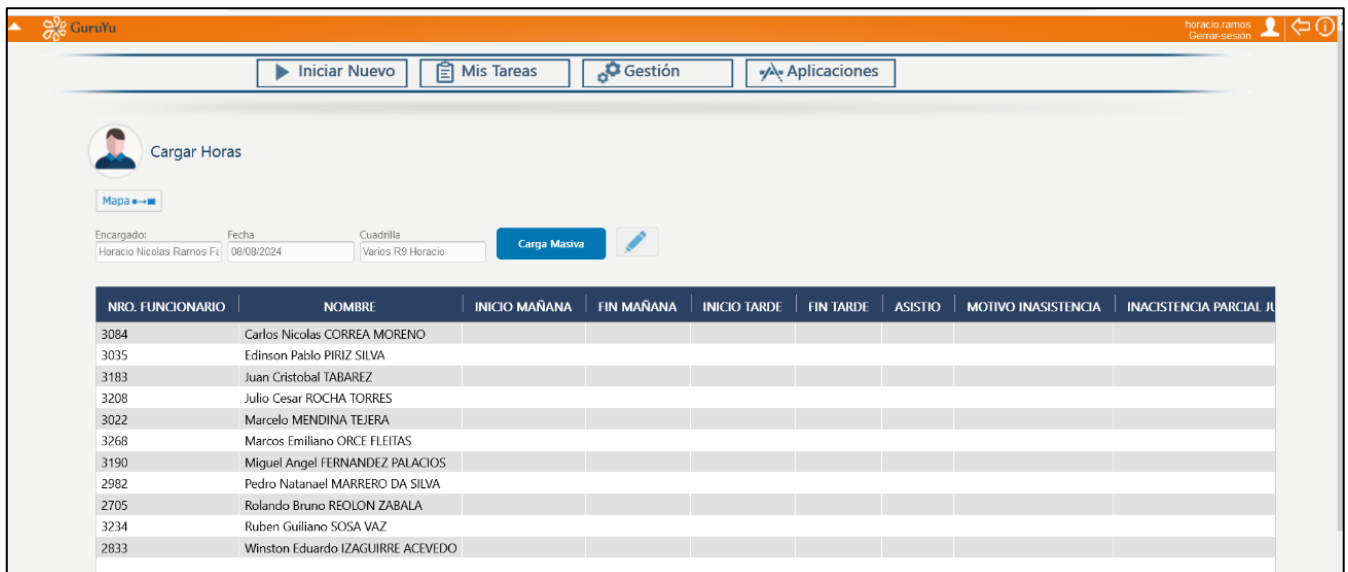 GuruYu
horacio.ramos
Gerrar-sesión
Iniciar Nuevo
Mis Tareas
Gestión
Aplicaciones
Cargar Horas
Mapa
Encargado: Fecha Cuadrilla
Horacio Nicolas Ramos Fa 08/08/2024 Varios R9 Horacio
Carga Masiva
NRO. FUNCIONARIO NOMBRE INICIO MAÑANA FIN MAÑANA INICIO TARDE FIN TARDE ASISTIO MOTIVO INASISTENCIA INACISTENCIA PARCIAL JU
3084 Carlos Nicolas CORREA MORENO
3035 Edinson Pablo PIRIZ SILVA
3183 Juan Cristobal TABAREZ
3208 Julio Cesar ROCHA TORRES
3022 Marcelo MENDINA TEJERA
3268 Marcos Emiliano ORCE FLEITAS
3190 Miguel Angel FERNANDEZ PALACIOS
2982 Pedro Natanael MARRERO DA SILVA
2705 Rolando Bruno REOLON ZABALA
3234 Ruben Guiliano SOSA VAZ
2833 Winston Eduardo IZAGUIRRE ACEVEDO